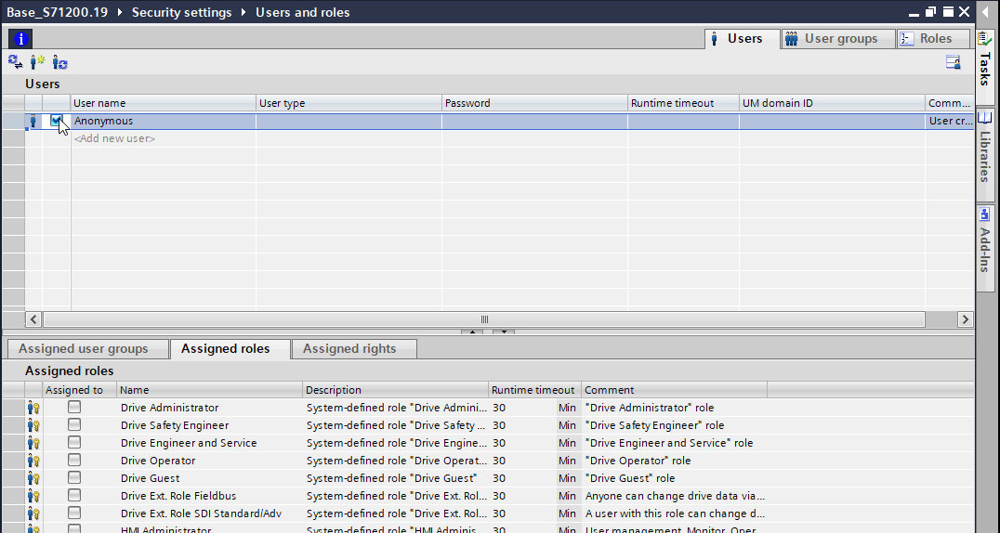 Base_S71200.19 Security settings Users and roles
Users User groups Roles
Users
User name User type Password Runtime timeout UM domain ID Comm...
Anonymous User cr...
<Add new user>
Tasks
Libraries
Add-Ins
Assigned user groups Assigned roles Assigned rights
Assigned roles
Assigned to Name Description Runtime timeout Comment
Drive Administrator System-defined role "Drive Admini... 30 Min "Drive Administrator" role
Drive Safety Engineer System-defined role "Drive Safety ... 30 Min "Drive Safety Engineer" role
Drive Engineer and Service System-defined role "Drive Engine... 30 Min "Drive Engineer and Service" role
Drive Operator System-defined role "Drive Operat... 30 Min "Drive Operator" role
Drive Guest System-defined role "Drive Guest" 30 Min "Drive Guest" role
Drive Ext. Role Fieldbus System-defined role "Drive Ext. Rol... 30 Min Anyone can change drive data via...
Drive Ext. Role SDI Standard/Adv System-defined role "Drive Ext. Rol... 30 Min A user with this role can change d...
HMI Administrator System-defined role "HMI Adminis... 30 Min User management, Monitor, Oper...